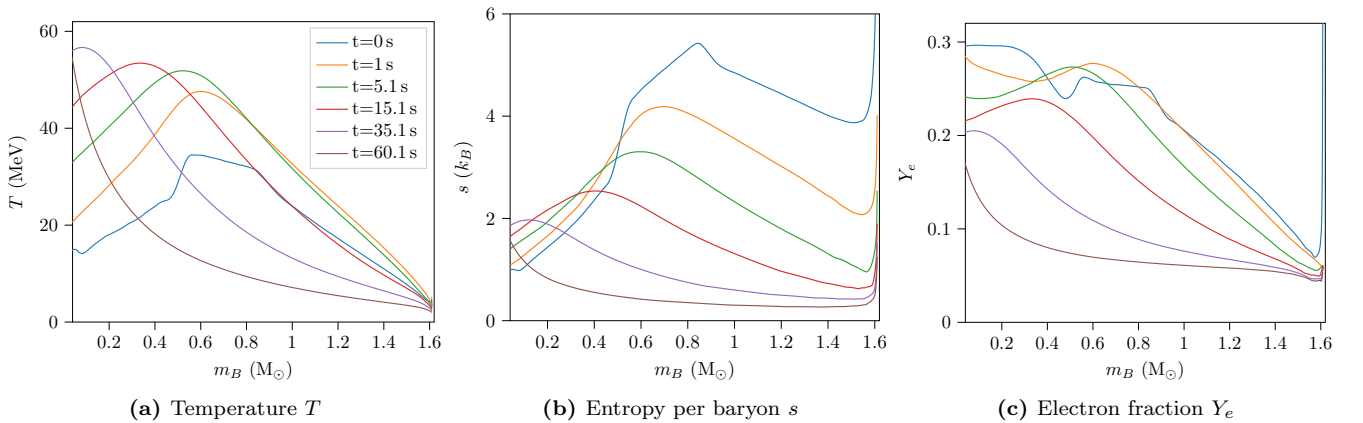 60
40
20
0
T (MeV)
t=0 s
t=1 s
t=5.1 s
t=15.1 s
t=35.1 s
t=60.1 s
0.2 0.4 0.6 0.8 1 1.2 1.4 1.6
m_B (M_⊙)
(a) Temperature T
6
4
2
0
s (k_B)
0.2 0.4 0.6 0.8 1 1.2 1.4 1.6
m_B (M_⊙)
(b) Entropy per baryon s
0.3
0.2
0.1
0
Y_e
0.2 0.4 0.6 0.8 1 1.2 1.4 1.6
m_B (M_⊙)
(c) Electron fraction Y_e